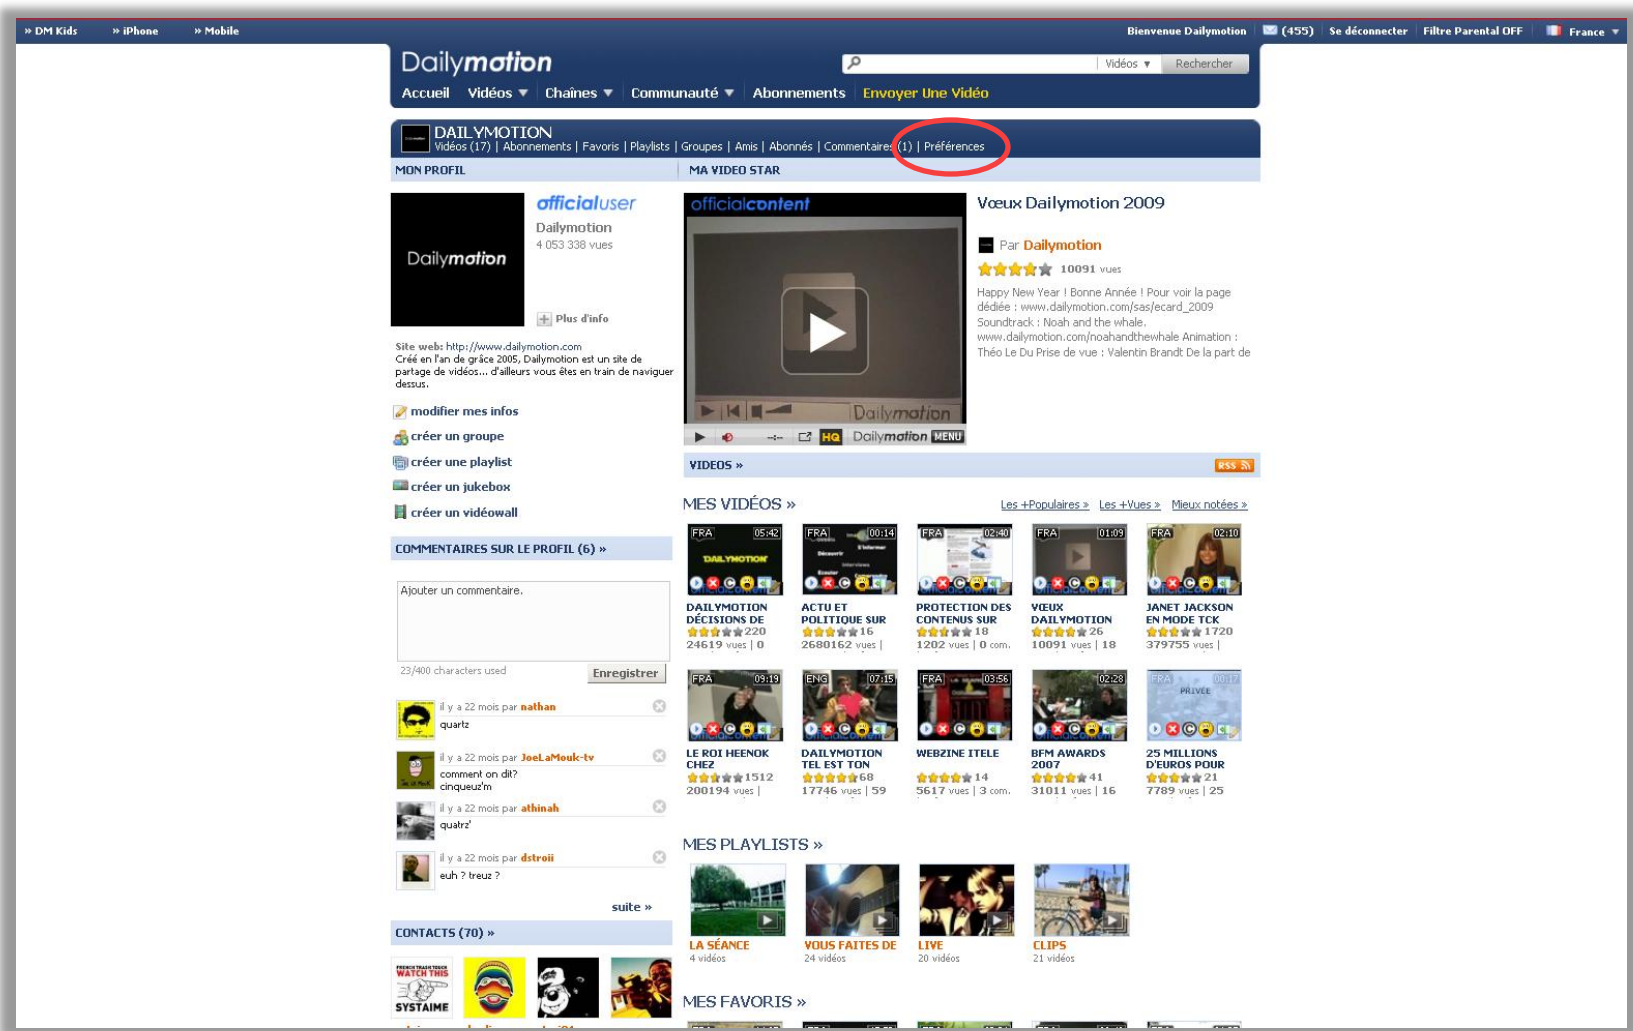 » DM Kids » iPhone » Mobile Bienvenue Dailymotion (455) Se déconnecter Filtre Parental OFF France
Dailymotion
Vidéos ▼ Rechercher
Accueil Vidéos ▼ Chaînes ▼ Communauté ▼ Abonnements Envoyer Une Vidéo
DAILYMOTION
Vidéos (17) | Abonnements | Favoris | Playlists | Groupes | Amis | Abonnés | Commentaires (1) | Préférences
MON PROFIL
Dailymotion
officialuser
Dailymotion
4 053 338 vues
Plus d'info
Site web: http://www.dailymotion.com
Créé en l'an de grâce 2005, Dailymotion est un site de
partage de vidéos... d'ailleurs vous êtes en train de naviguer
dessus.
modifier mes infos
créer un groupe
créer une playlist
créer un jukebox
créer un vidéowall
COMMENTAIRES SUR LE PROFIL (6) »
Ajouter un commentaire.
23/400 characters used
Enregistrer
il y a 22 mois par nathan
quartz
il y a 22 mois par JoeLaMouk-tv
comment on dit?
cinqueuz'm
il y a 22 mois par athinah
quatrz'
il y a 22 mois par dstroii
euh ? treuz ?
suite »
CONTACTS (70) »
WATCH THIS
SYSTAIME
MA VIDEO STAR
officialcontent
Dailymotion
HQ Dailymotion MENU
Vœux Dailymotion 2009
Par Dailymotion
10091 vues
Happy New Year ! Bonne Année ! Pour voir la page
dédiée : www.dailymotion.com/sas/ecard_2009
Soundtrack : Noah and the whale.
www.dailymotion.com/noahandthewhale Animation :
Théo Le Du Prise de vue : Valentin Brandt De la part de
VIDEOS » RSS
MES VIDÉOS » Les +Populaires » Les +Vues » Mieux notées »
FRA 05:42 FRA 00:14 FRA 02:40 FRA 01:09 FRA 02:10
DAILYMOTION
DAILYMOTION ACTU ET PROTECTION DES VŒUX JANET JACKSON
DÉCISIONS DE POLITIQUE SUR CONTENUS SUR DAILYMOTION EN MODE TCK
220 16 18 26 1720
24619 vues | 0 2680162 vues | 1202 vues | 0 com. 10091 vues | 18 379755 vues |
FRA 09:19 ENG 07:15 FRA 03:56 02:28 FRA 00:17
PRIVEE
LE ROI HEENOK DAILYMOTION WEBZINE ITELE BFM AWARDS 25 MILLIONS
CHEZ TEL EST TON 2007 D'EUROS POUR
1512 68 14 41 21
200194 vues | 17746 vues | 59 5617 vues | 3 com. 31011 vues | 16 7789 vues | 25
MES PLAYLISTS »
LA SÉANCE VOUS FAITES DE LIVE CLIPS
4 vidéos 24 vidéos 20 vidéos 21 vidéos
MES FAVORIS »